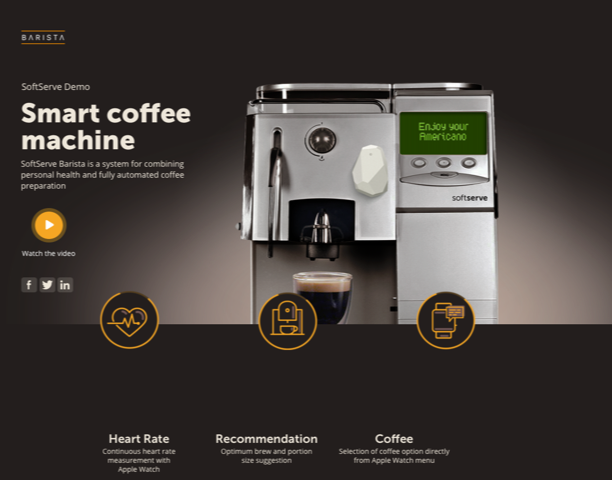 BARISTA
SoftServe Demo
Smart coffee
machine
SoftServe Barista is a system for combining
personal health and fully automated coffee
preparation
Watch the video
Enjoy your
Americano
softserve
Heart Rate
Continuous heart rate
measurement with
Apple Watch
Recommendation
Optimum brew and portion
size suggestion
Coffee
Selection of coffee option directly
from Apple Watch menu